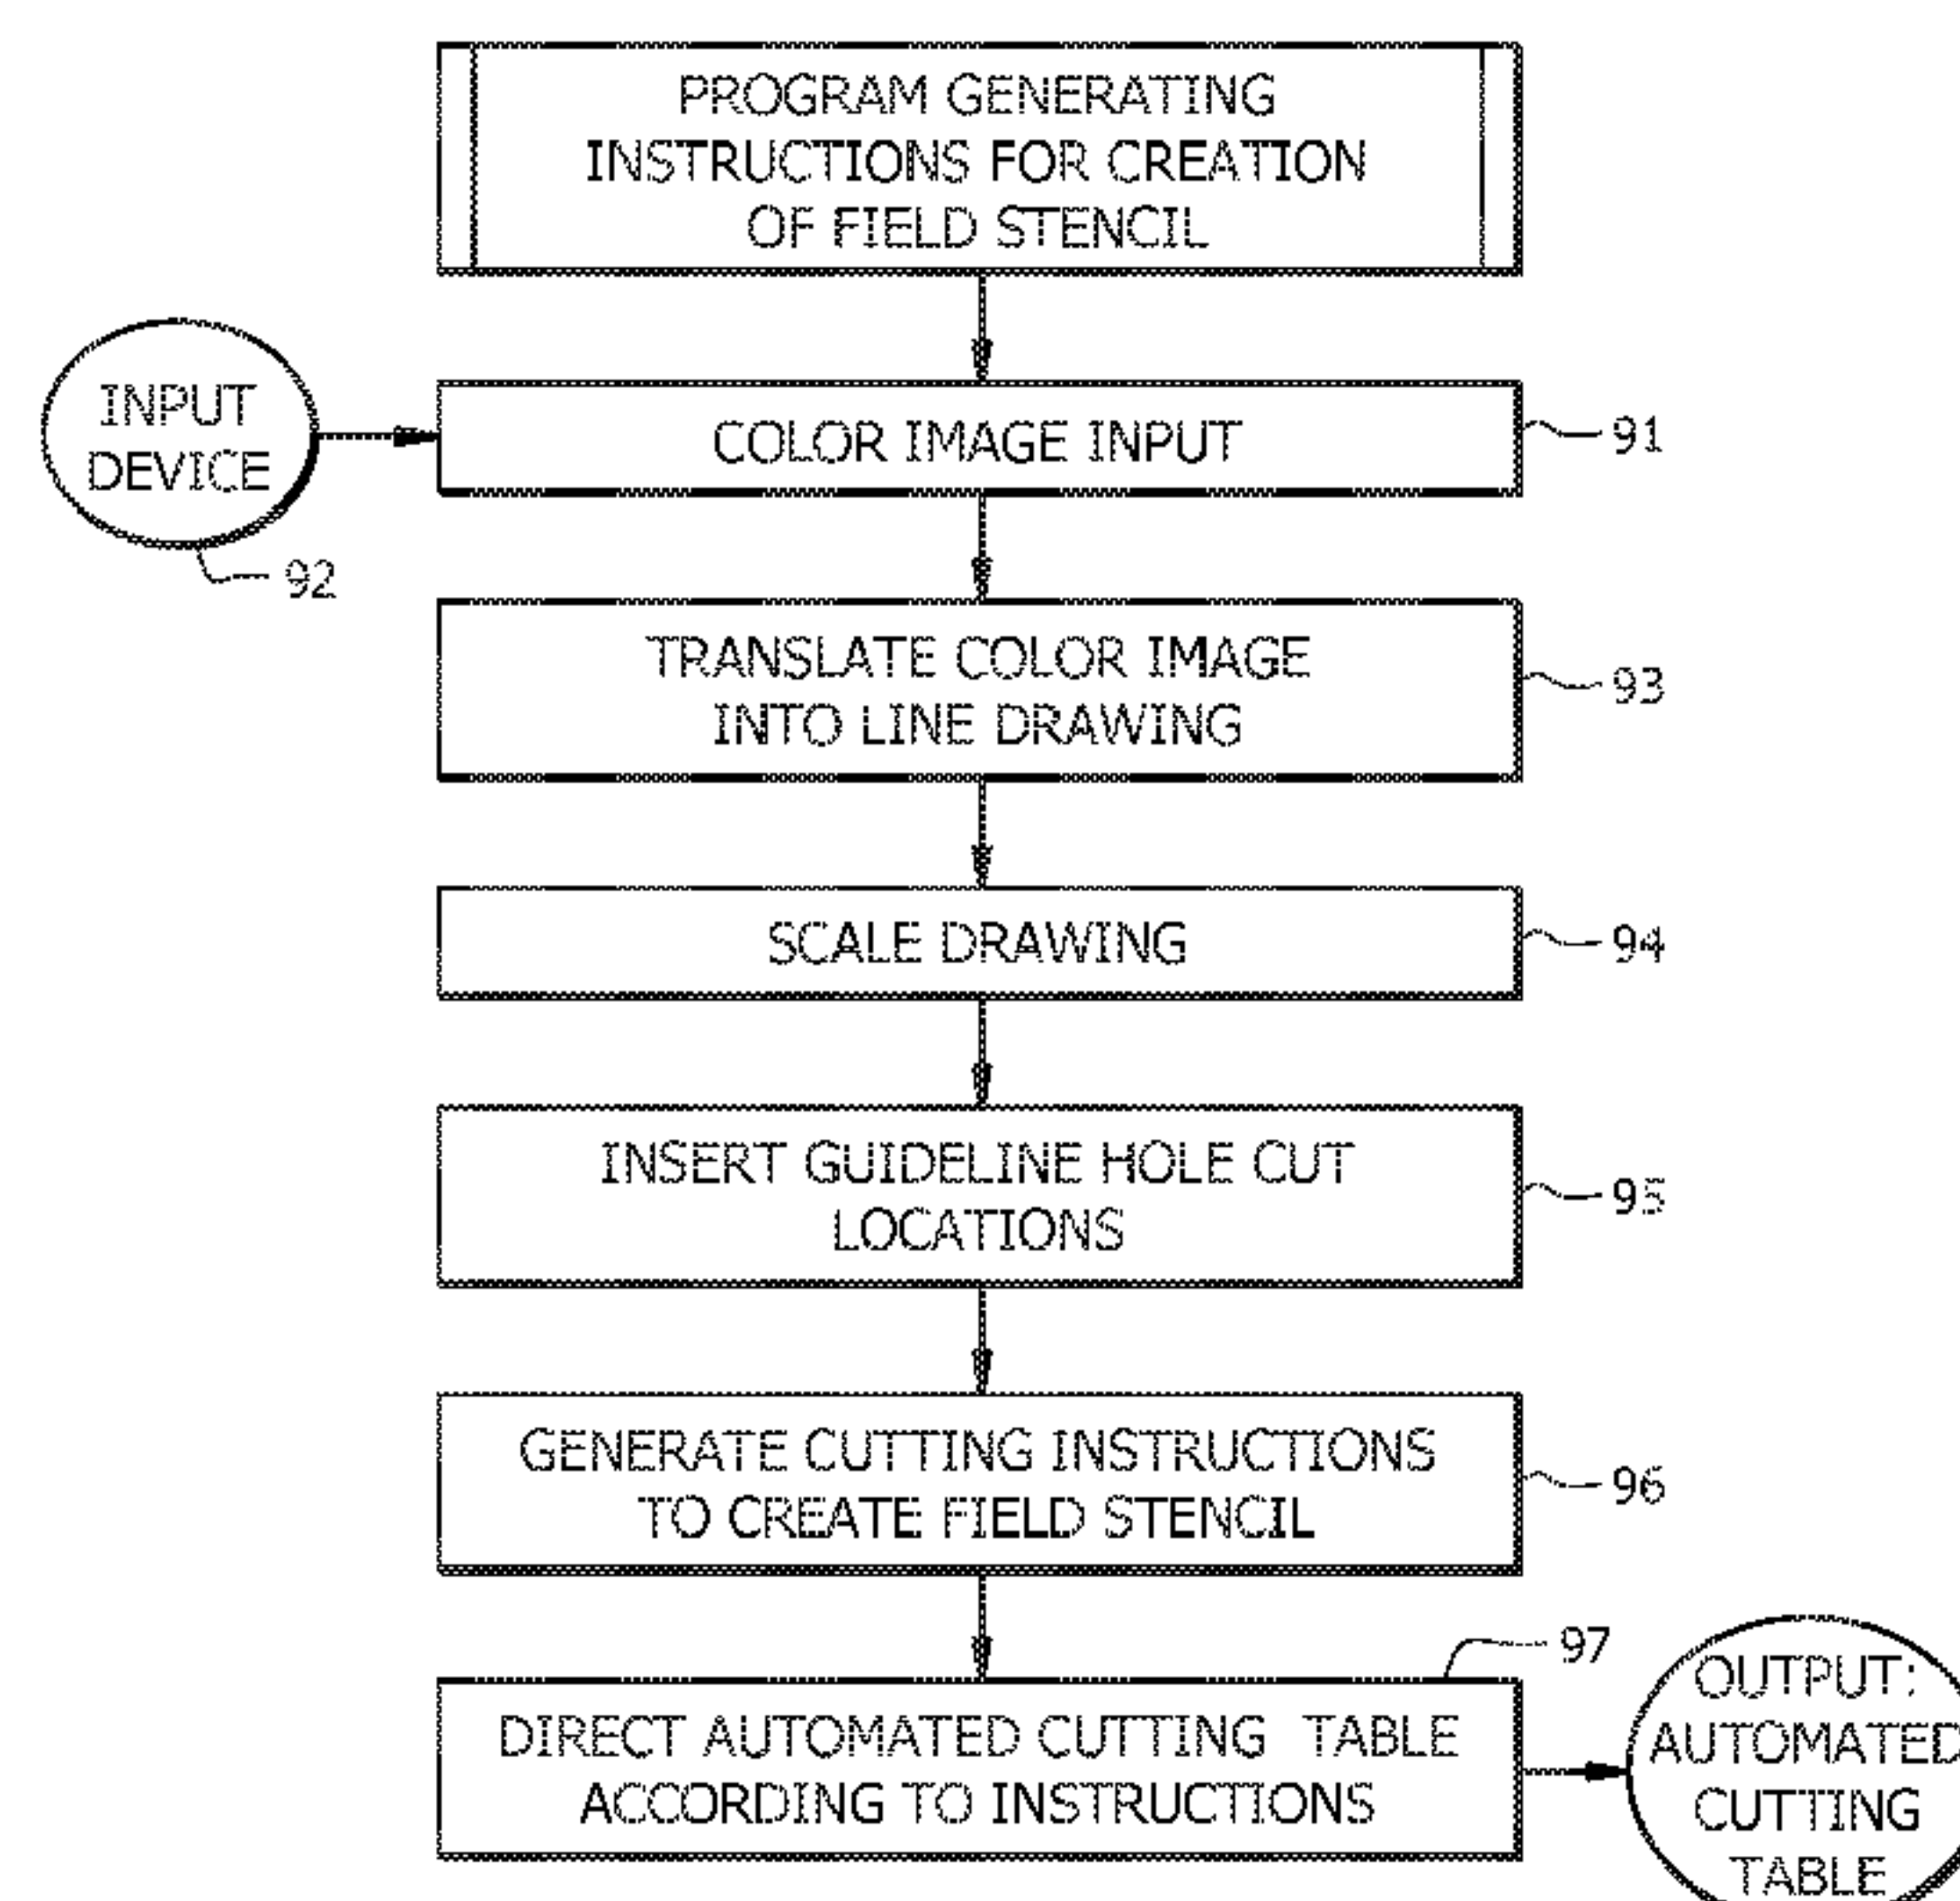 PROGRAM GENERATING
INSTRUCTIONS FOR CREATION
OF FIELD STENCIL
INPUT
DEVICE
92
COLOR IMAGE INPUT
91
TRANSLATE COLOR IMAGE
INTO LINE DRAWING
93
SCALE DRAWING
94
INSERT GUIDELINE HOLE CUT
LOCATIONS
95
GENERATE CUTTING INSTRUCTIONS
TO CREATE FIELD STENCIL
96
DIRECT AUTOMATED CUTTING TABLE
ACCORDING TO INSTRUCTIONS
97
OUTPUT:
AUTOMATED
CUTTING
TABLE